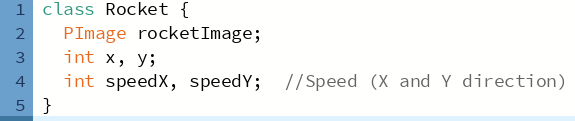 1 class Rocket {
2   PImage rocketImage;
3   int x, y;
4   int speedX, speedY;  //Speed (X and Y direction)
5 }